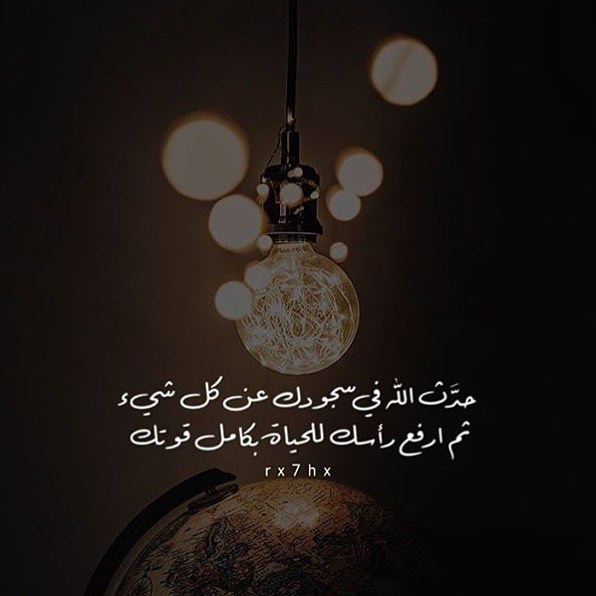 حدَّث الله في سجودك عن كل شيء
ثم ارفع رأسك للحياة بكامل قوتك
rx7hx